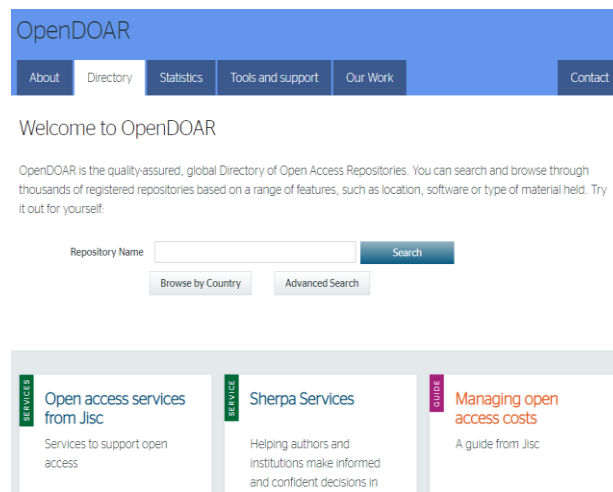 OpenDOAR
About Directory Statistics Tools and support Our Work Contact
Welcome to OpenDOAR
OpenDOAR is the quality-assured, global Directory of Open Access Repositories. You can search and browse through
thousands of registered repositories based on a range of features, such as location, software or type of material held. Try
it out for yourself:
Repository Name Search
Browse by Country Advanced Search
SERVICES
Open access services
from Jisc
Services to support open
access
SERVICE
Sherpa Services
Helping authors and
institutions make informed
and confident decisions in
GUIDE
Managing open
access costs
A guide from Jisc